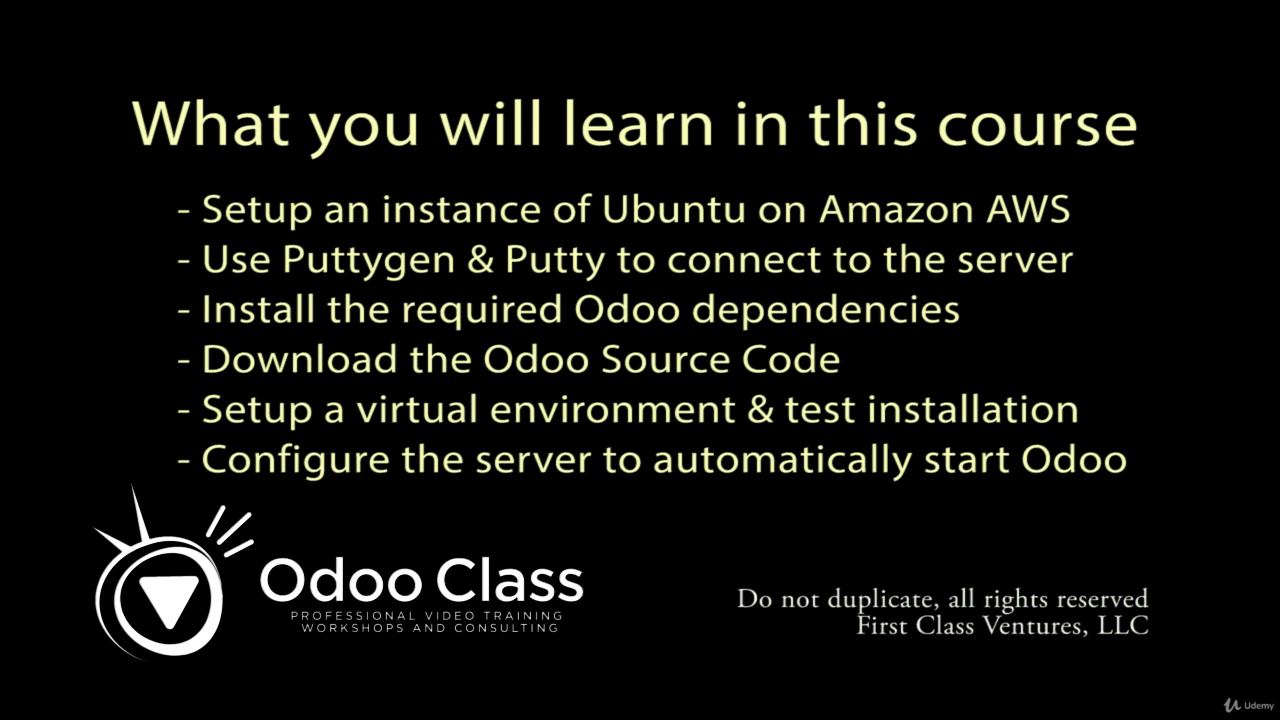 What you will learn in this course
- Setup an instance of Ubuntu on Amazon AWS
- Use Puttygen & Putty to connect to the server
- Install the required Odoo dependencies
- Download the Odoo Source Code
- Setup a virtual environment & test installation
- Configure the server to automatically start Odoo
Odoo Class
PROFESSIONAL VIDEO TRAINING
WORKSHOPS AND CONSULTING
Do not duplicate, all rights reserved
First Class Ventures, LLC
Udemy